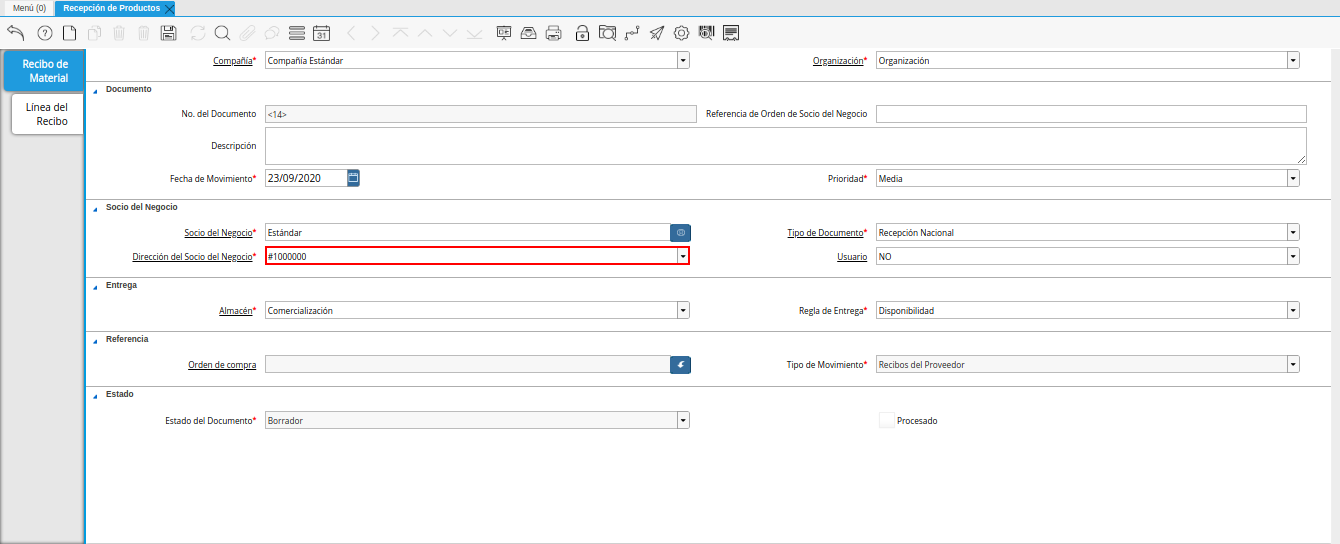 Menú (0) Recepción de Productos
31
Recibo de
Material
Línea del
Recibo
Compañía* Compañía Estándar Organización* Organización
Documento
No. del Documento <14> Referencia de Orden de Socio del Negocio
Descripción
Fecha de Movimiento* 23/09/2020 Prioridad* Media
Socio del Negocio
Socio del Negocio* Estándar Tipo de Documento* Recepción Nacional
Dirección del Socio del Negocio* #1000000 Usuario NO
Entrega
Almacén* Comercialización Regla de Entrega* Disponibilidad
Referencia
Orden de compra Tipo de Movimiento* Recibos del Proveedor
Estado
Estado del Documento* Borrador Procesado